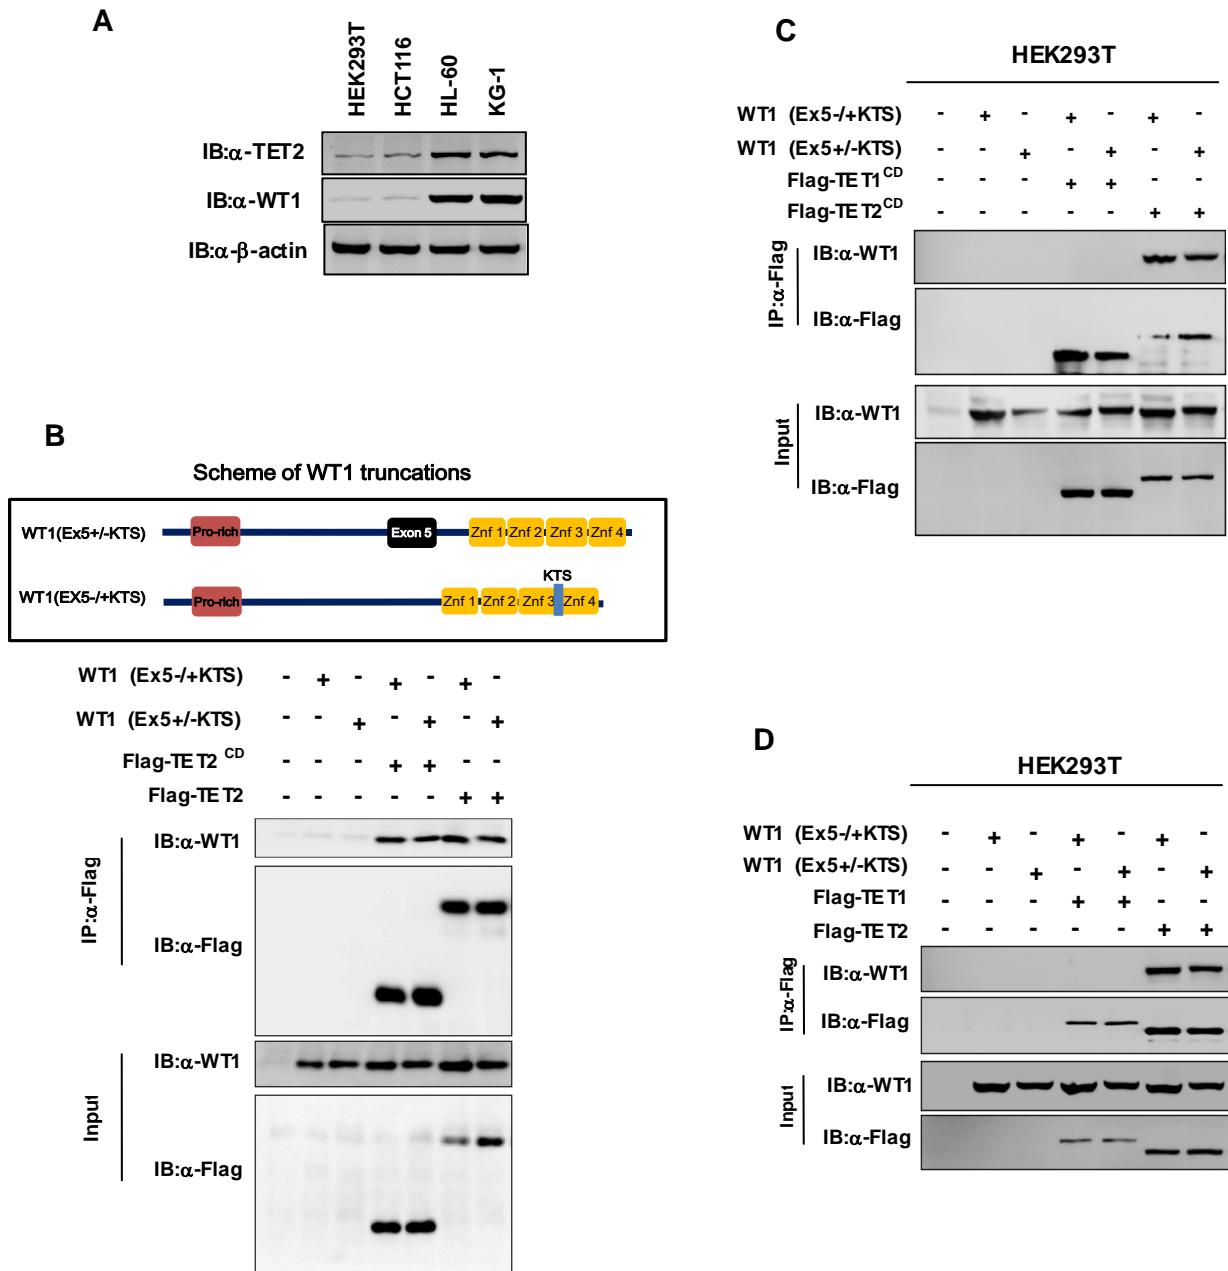 A
HEK293T
HCT116
HL-60
KG-1
IB:α-TET2
IB:α-WT1
IB:α-β-actin
B
Scheme of WT1 truncations
WT1(Ex5+/-KTS)
Pro-rich
Exon 5
Znf 1
Znf 2
Znf 3
Znf 4
KTS
WT1(EX5-/+KTS)
Pro-rich
Znf 1
Znf 2
Znf 3
Znf 4
WT1 (Ex5-/+KTS) - + - + - + -
WT1 (Ex5+/-KTS) - - + - + - +
Flag-TET2 CD - - - + + - -
Flag-TET2 - - - - - + +
IP:α-Flag
IB:α-WT1
IB:α-Flag
Input
IB:α-WT1
IB:α-Flag
C
HEK293T
WT1 (Ex5-/+KTS) - + - + - + -
WT1 (Ex5+/-KTS) - - + - + - +
Flag-TET1CD - - - + + - -
Flag-TET2CD - - - - - + +
IP:α-Flag
IB:α-WT1
IB:α-Flag
Input
IB:α-WT1
IB:α-Flag
D
HEK293T
WT1 (Ex5-/+KTS) - + - + - + -
WT1 (Ex5+/-KTS) - - + - + - +
Flag-TET1 - - - + + - -
Flag-TET2 - - - - - + +
IP:α-Flag
IB:α-WT1
IB:α-Flag
Input
IB:α-WT1
IB:α-Flag